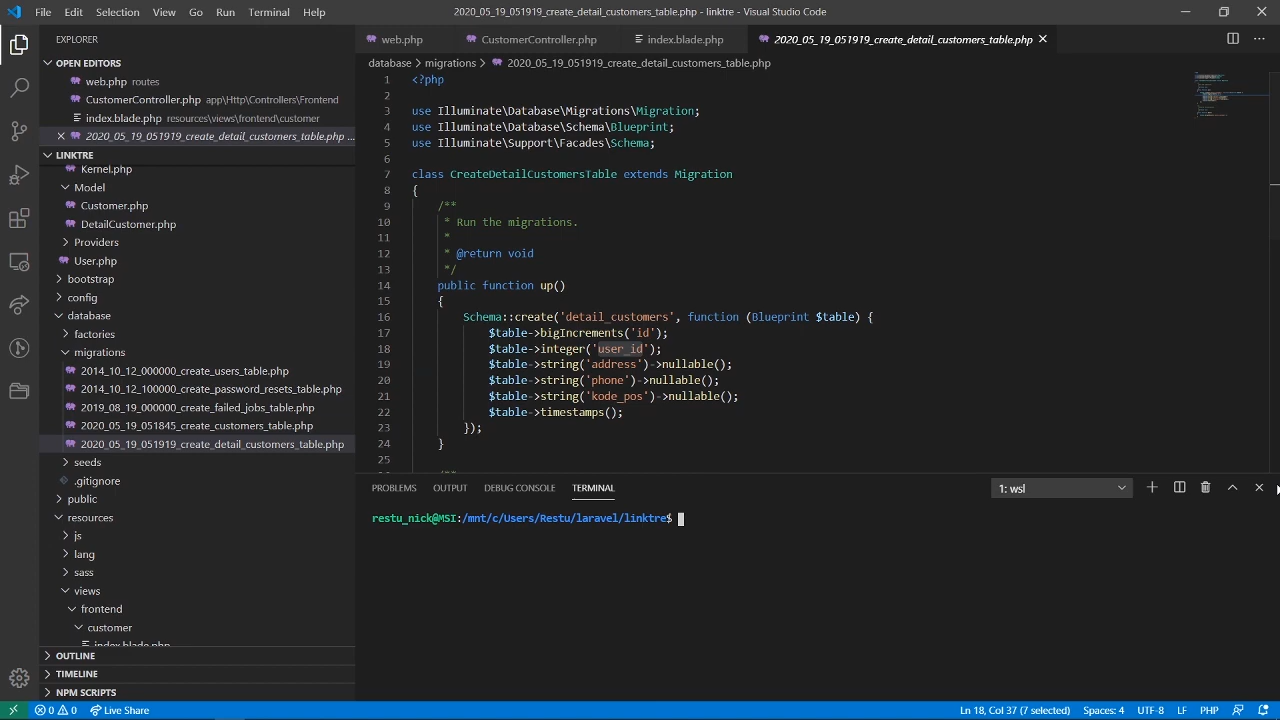 File Edit Selection View Go Run Terminal Help 2020_05_19_051919_create_detail_customers_table.php - linktre - Visual Studio Code
EXPLORER
OPEN EDITORS
web.php routes
CustomerController.php app\Http\Controllers\Frontend
index.blade.php resources\views\frontend\customer
2020_05_19_051919_create_detail_customers_table.php ...
LINKTRE
Kernel.php
Model
Customer.php
DetailCustomer.php
Providers
User.php
bootstrap
config
database
factories
migrations
2014_10_12_000000_create_users_table.php
2014_10_12_100000_create_password_resets_table.php
2019_08_19_000000_create_failed_jobs_table.php
2020_05_19_051845_create_customers_table.php
2020_05_19_051919_create_detail_customers_table.php
seeds
.gitignore
public
resources
js
lang
sass
views
frontend
customer
index.blade.php
OUTLINE
TIMELINE
NPM SCRIPTS
web.php CustomerController.php index.blade.php 2020_05_19_051919_create_detail_customers_table.php
database > migrations > 2020_05_19_051919_create_detail_customers_table.php
1 <?php
2
3 use Illuminate\Database\Migrations\Migration;
4 use Illuminate\Database\Schema\Blueprint;
5 use Illuminate\Support\Facades\Schema;
6
7 class CreateDetailCustomersTable extends Migration
8 {
9 /**
10 * Run the migrations.
11 *
12 * @return void
13 */
14 public function up()
15 {
16 Schema::create('detail_customers', function (Blueprint $table) {
17 $table->bigIncrements('id');
18 $table->integer('user_id');
19 $table->string('address')->nullable();
20 $table->string('phone')->nullable();
21 $table->string('kode_pos')->nullable();
22 $table->timestamps();
23 });
24 }
25
/**
PROBLEMS OUTPUT DEBUG CONSOLE TERMINAL 1: wsl
restu_nick@MSI:/mnt/c/Users/Restu/laravel/linktre$
0 0 Live Share Ln 18, Col 37 (7 selected) Spaces: 4 UTF-8 LF PHP